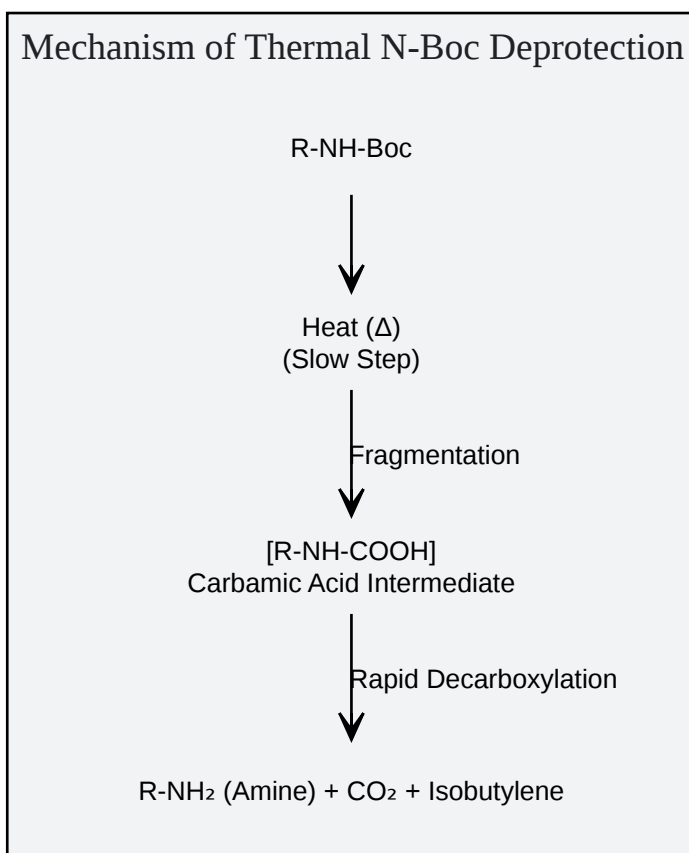 Mechanism of Thermal N-Boc Deprotection
R-NH-Boc
Heat (Δ)
(Slow Step)
Fragmentation
[R-NH-COOH]
Carbamic Acid Intermediate
Rapid Decarboxylation
R-NH₂ (Amine) + CO₂ + Isobutylene